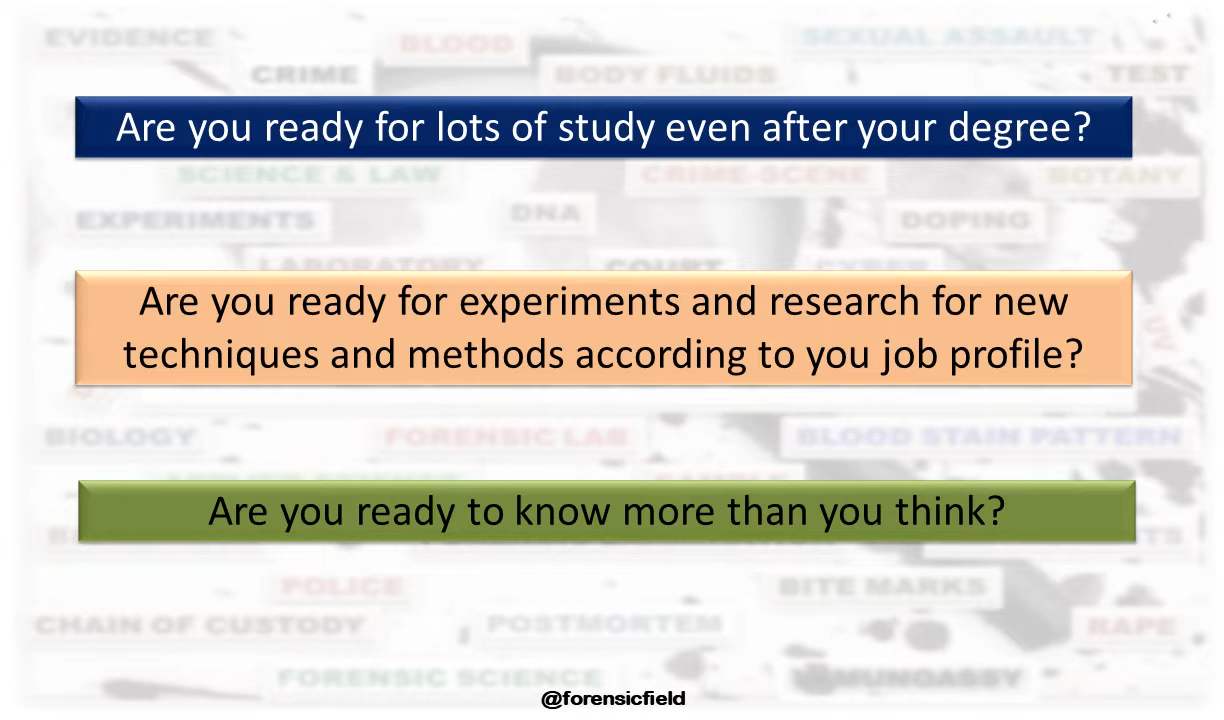 EVIDENCE
BLOOD
SEXUAL ASSAULT
CRIME
BODY FLUIDS
TEST
Are you ready for lots of study even after your degree?
SCIENCE & LAW
CRIME-SCENE
BOTANY
EXPERIMENTS
DNA
DOPING
LABORATORY
COURT
CYBER
Are you ready for experiments and research for new
techniques and methods according to you job profile?
UV
BIOLOGY
FORENSIC LAB
BLOOD STAIN PATTERN
Are you ready to know more than you think?
POLICE
BITE MARKS
CHAIN OF CUSTODY
POSTMORTEM
RAPE
FORENSIC SCIENCE
@forensicfield